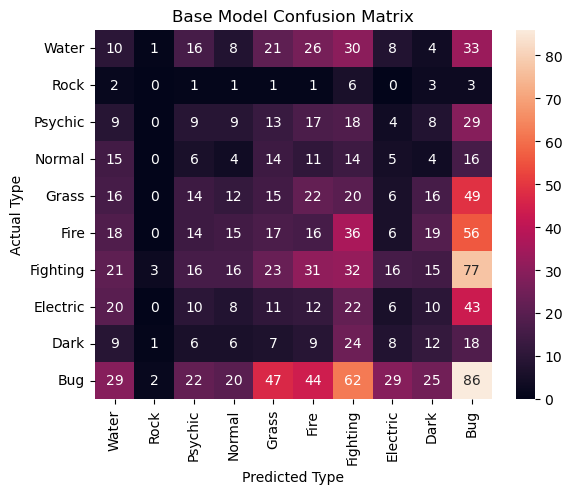 Base Model Confusion Matrix
Actual Type
Water 10 1 16 8 21 26 30 8 4 33
Rock 2 0 1 1 1 1 6 0 3 3
Psychic 9 0 9 9 13 17 18 4 8 29
Normal 15 0 6 4 14 11 14 5 4 16
Grass 16 0 14 12 15 22 20 6 16 49
Fire 18 0 14 15 17 16 36 6 19 56
Fighting 21 3 16 16 23 31 32 16 15 77
Electric 20 0 10 8 11 12 22 6 10 43
Dark 9 1 6 6 7 9 24 8 12 18
Bug 29 2 22 20 47 44 62 29 25 86
Water Rock Psychic Normal Grass Fire Fighting Electric Dark Bug
Predicted Type
80
70
60
50
40
30
20
10
0